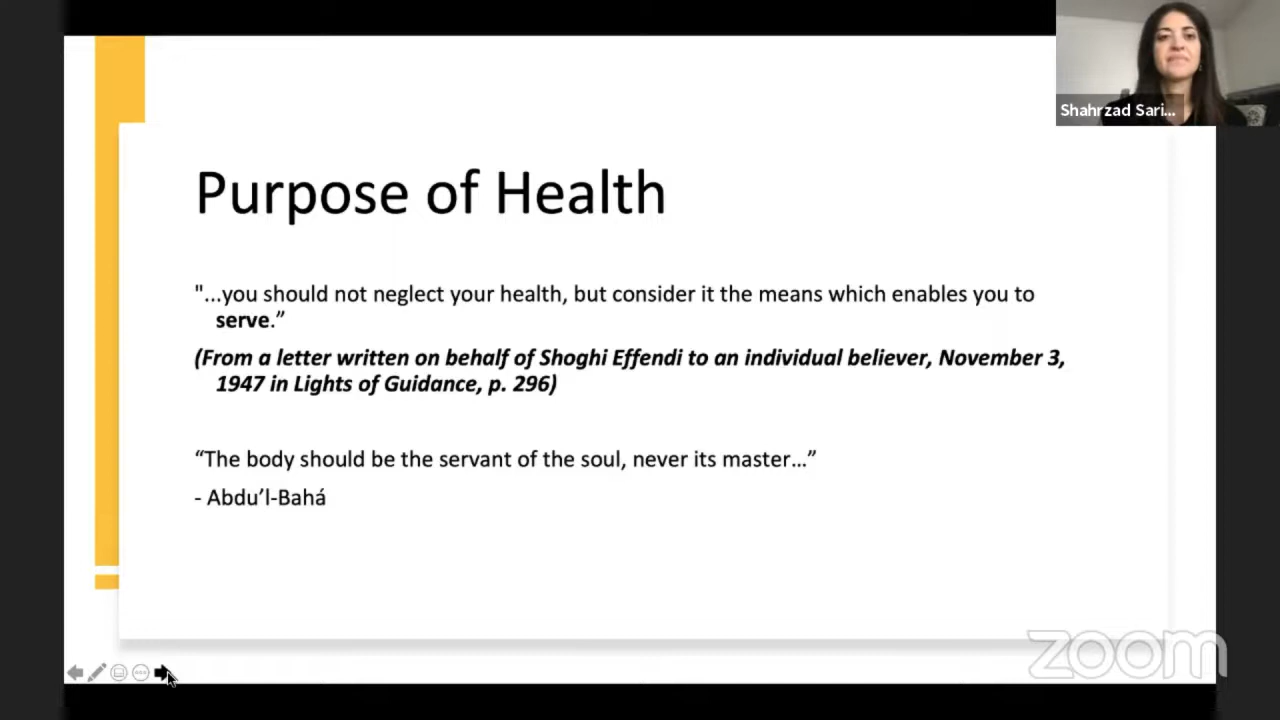 Shahrzad Sari...
Purpose of Health
"...you should not neglect your health, but consider it the means which enables you to
serve.”
(From a letter written on behalf of Shoghi Effendi to an individual believer, November 3,
1947 in Lights of Guidance, p. 296)
“The body should be the servant of the soul, never its master...”
- Abdu’l-Bahá
zoom